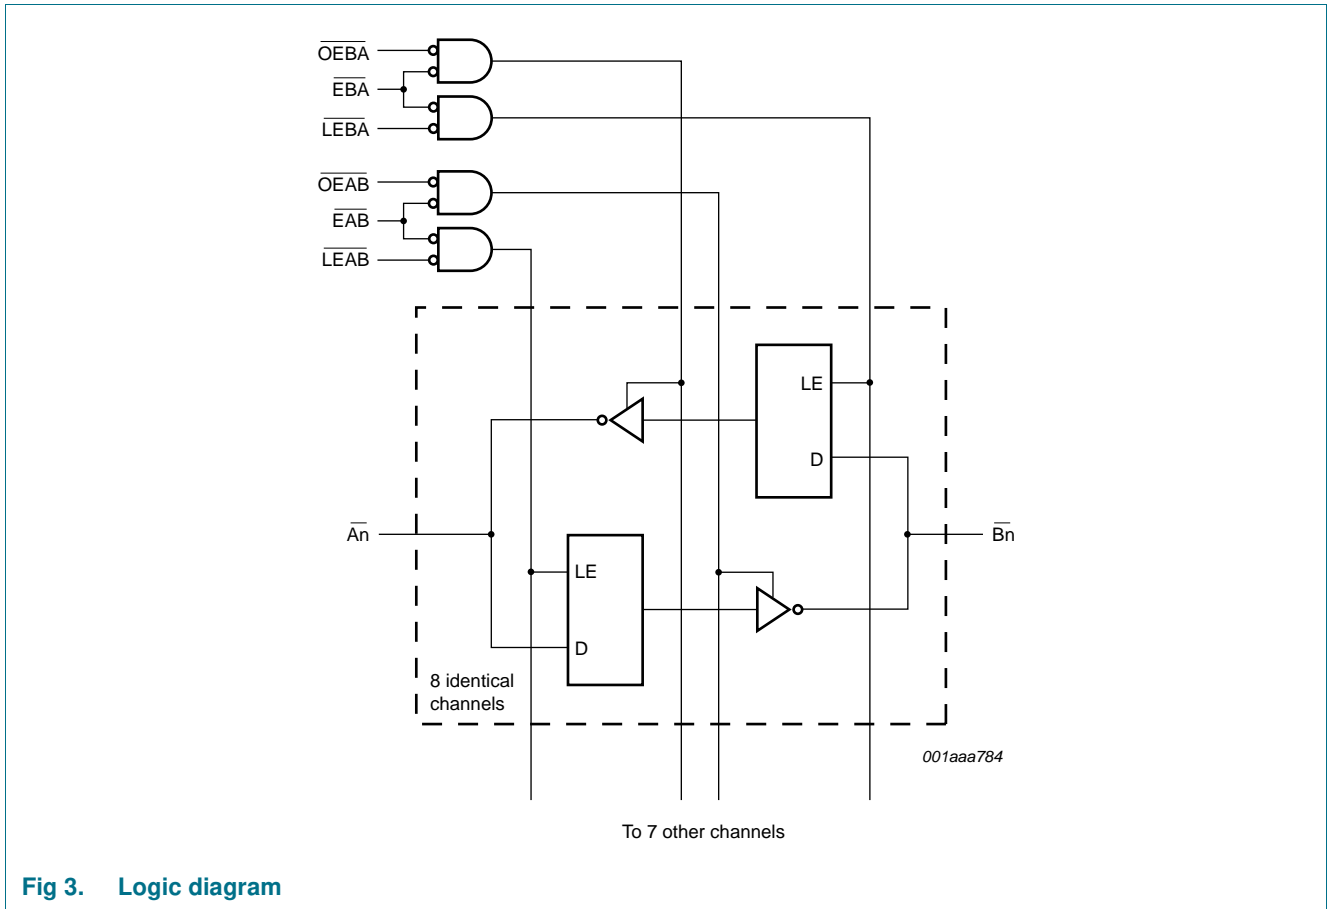 OEBA
EBA
LEBA
OEAB
EAB
LEAB
LE
D
An
Bn
LE
D
8 identical
channels
001aaa784
To 7 other channels
Fig 3. Logic diagram